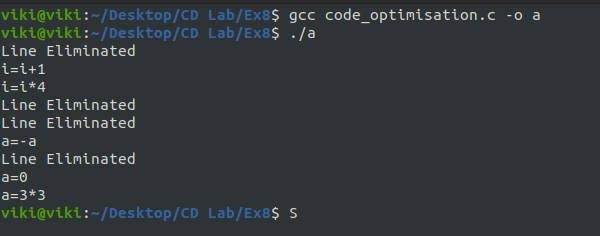 viki@viki:~/Desktop/CD Lab/Ex8$ gcc code_optimisation.c -o a
viki@viki:~/Desktop/CD Lab/Ex8$ ./a
Line Eliminated
i=i+1
i=i*4
Line Eliminated
Line Eliminated
a=-a
Line Eliminated
a=0
a=3*3
viki@viki:~/Desktop/CD Lab/Ex8$ S